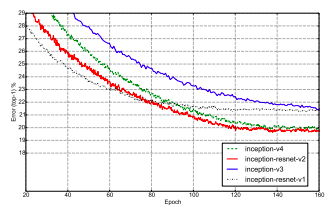 29
28
27
26
25
24
23
22
21
20
19
18
Error (top-1) %
inception-v4
inception-resnet-v2
inception-v3
inception-resnet-v1
20 40 60 80 100 120 140 160
Epoch